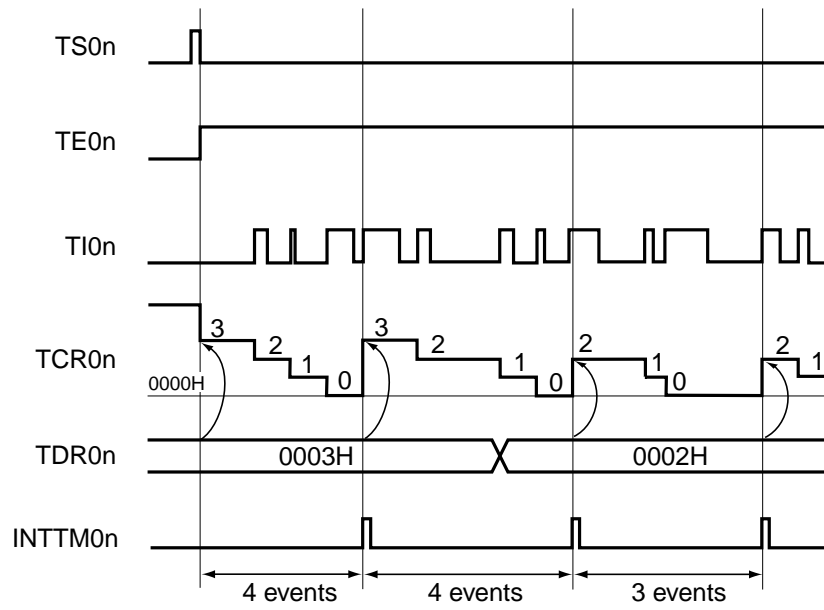 TS0n
TE0n
TI0n
TCR0n
3
2
1
0
3
2
1
0
2
1
0
2
1
0000H
TDR0n
0003H
0002H
INTTM0n
4 events
4 events
3 events